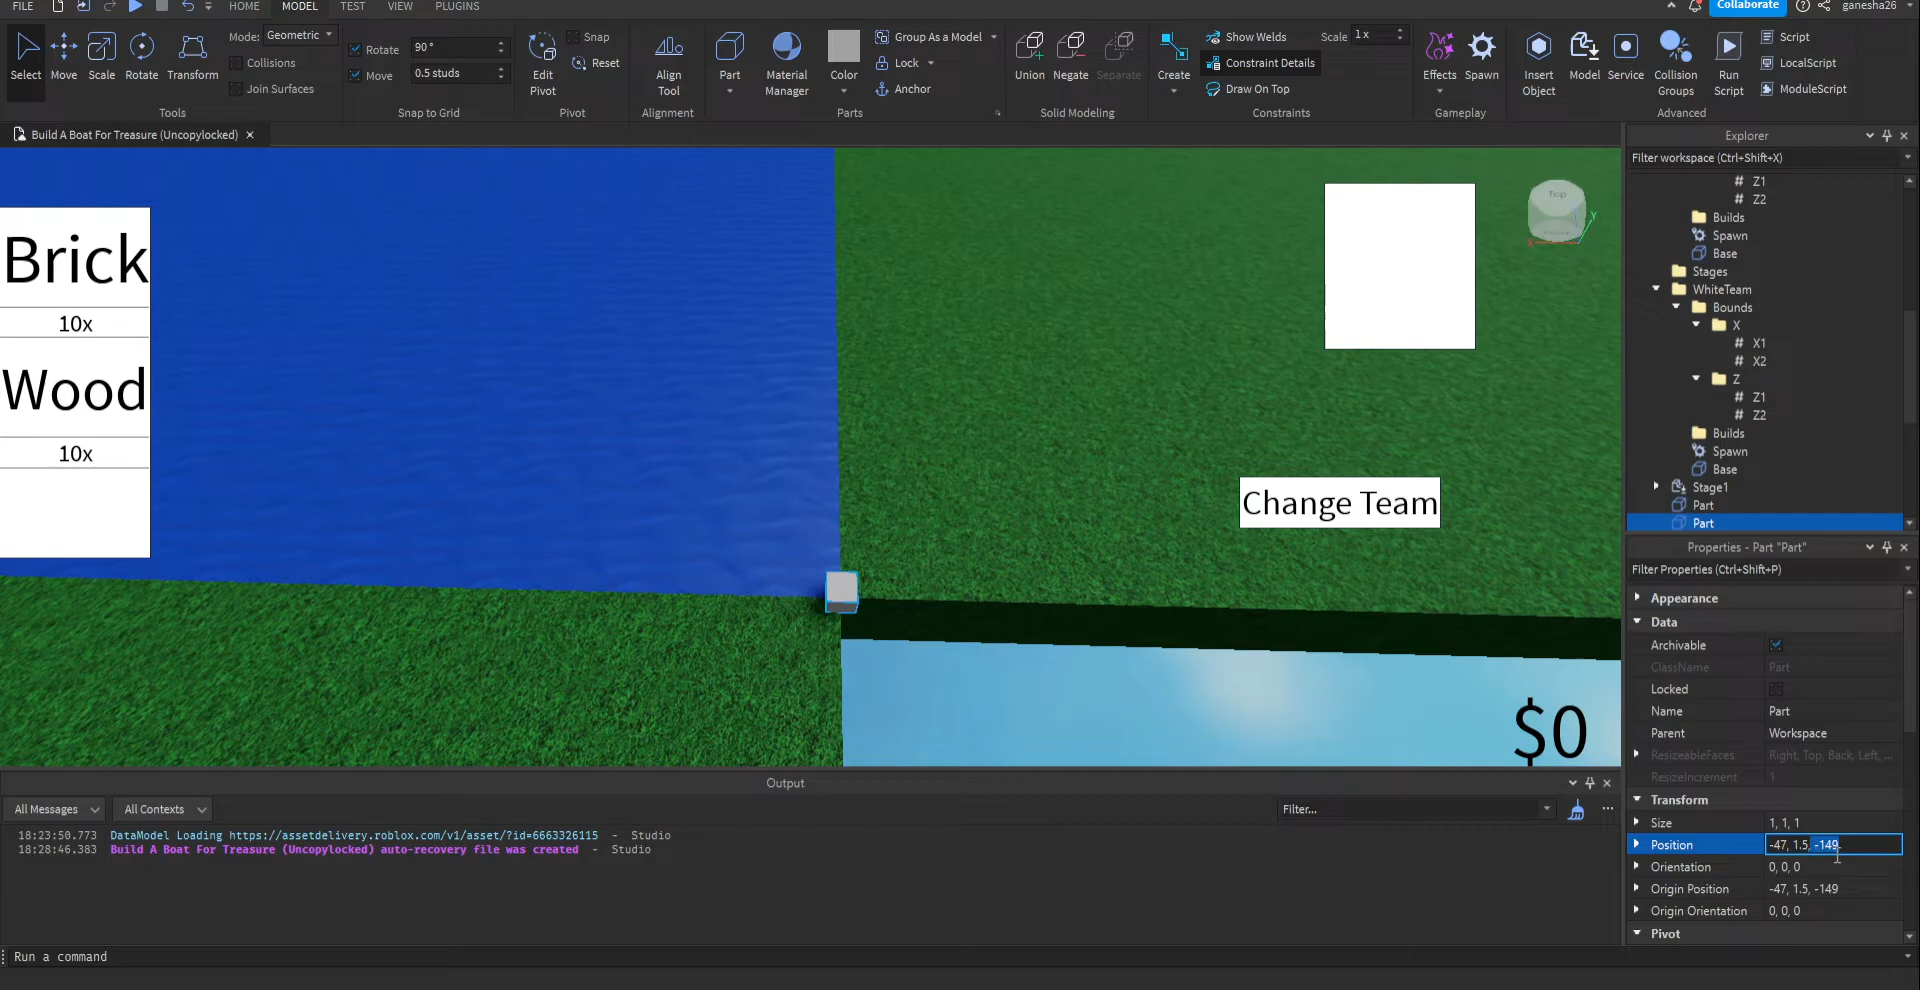 FILE HOME MODEL TEST VIEW PLUGINS Collaborate ganesha26
Select Move Scale Rotate Transform
Mode: Geometric
Collisions
Join Surfaces
Tools
Rotate 90 °
Move 0.5 studs
Snap to Grid
Edit
Pivot
Snap
Reset
Pivot
Align
Tool
Alignment
Part
Material
Manager
Color
Group As a Model
Lock
Anchor
Parts
Union Negate Separate
Scale 1 x
Solid Modeling
Create
Show Welds
Constraint Details
Draw On Top
Constraints
Effects Spawn
Gameplay
Insert
Object
Model Service
Collision
Groups
Run
Script
Script
LocalScript
ModuleScript
Advanced
Build A Boat For Treasure (Uncopylocked)
Brick
10x
Wood
10x
Top
Y
X
Change Team
$0
Explorer
Filter workspace (Ctrl+Shift+X)
# Z1
# Z2
Builds
Spawn
Base
Stages
WhiteTeam
Bounds
X
# X1
# X2
Z
# Z1
# Z2
Builds
Spawn
Base
Stage1
Part
Part
Properties - Part "Part"
Filter Properties (Ctrl+Shift+P)
Appearance
Data
Archivable
ClassName Part
Locked
Name Part
Parent Workspace
ResizeableFaces Right, Top, Back, Left, ...
ResizeIncrement 1
Transform
Size 1, 1, 1
Position -47, 1.5, -149
Orientation 0, 0, 0
Origin Position -47, 1.5, -149
Origin Orientation 0, 0, 0
Pivot
Output
All Messages All Contexts Filter...
18:23:50.773 DataModel Loading https://assetdelivery.roblox.com/v1/asset/?id=6663326115 - Studio
18:28:46.383 Build A Boat For Treasure (Uncopylocked) auto-recovery file was created - Studio
Run a command